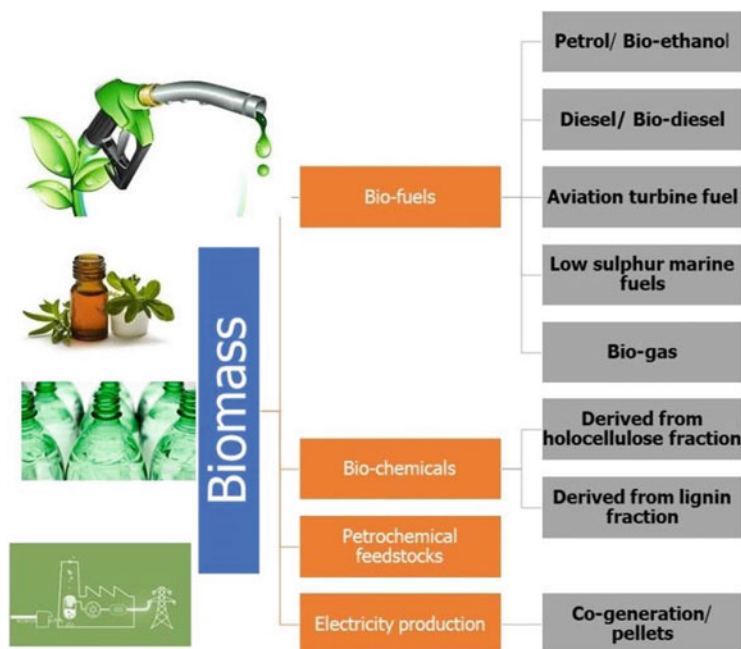 Petrol/ Bio-ethanol
Diesel/ Bio-diesel
Aviation turbine fuel
Low sulphur marine
fuels
Bio-gas
Bio-fuels
Biomass
Derived from
holocellulose fraction
Derived from lignin
fraction
Bio-chemicals
Petrochemical
feedstocks
Electricity production
Co-generation/
pellets